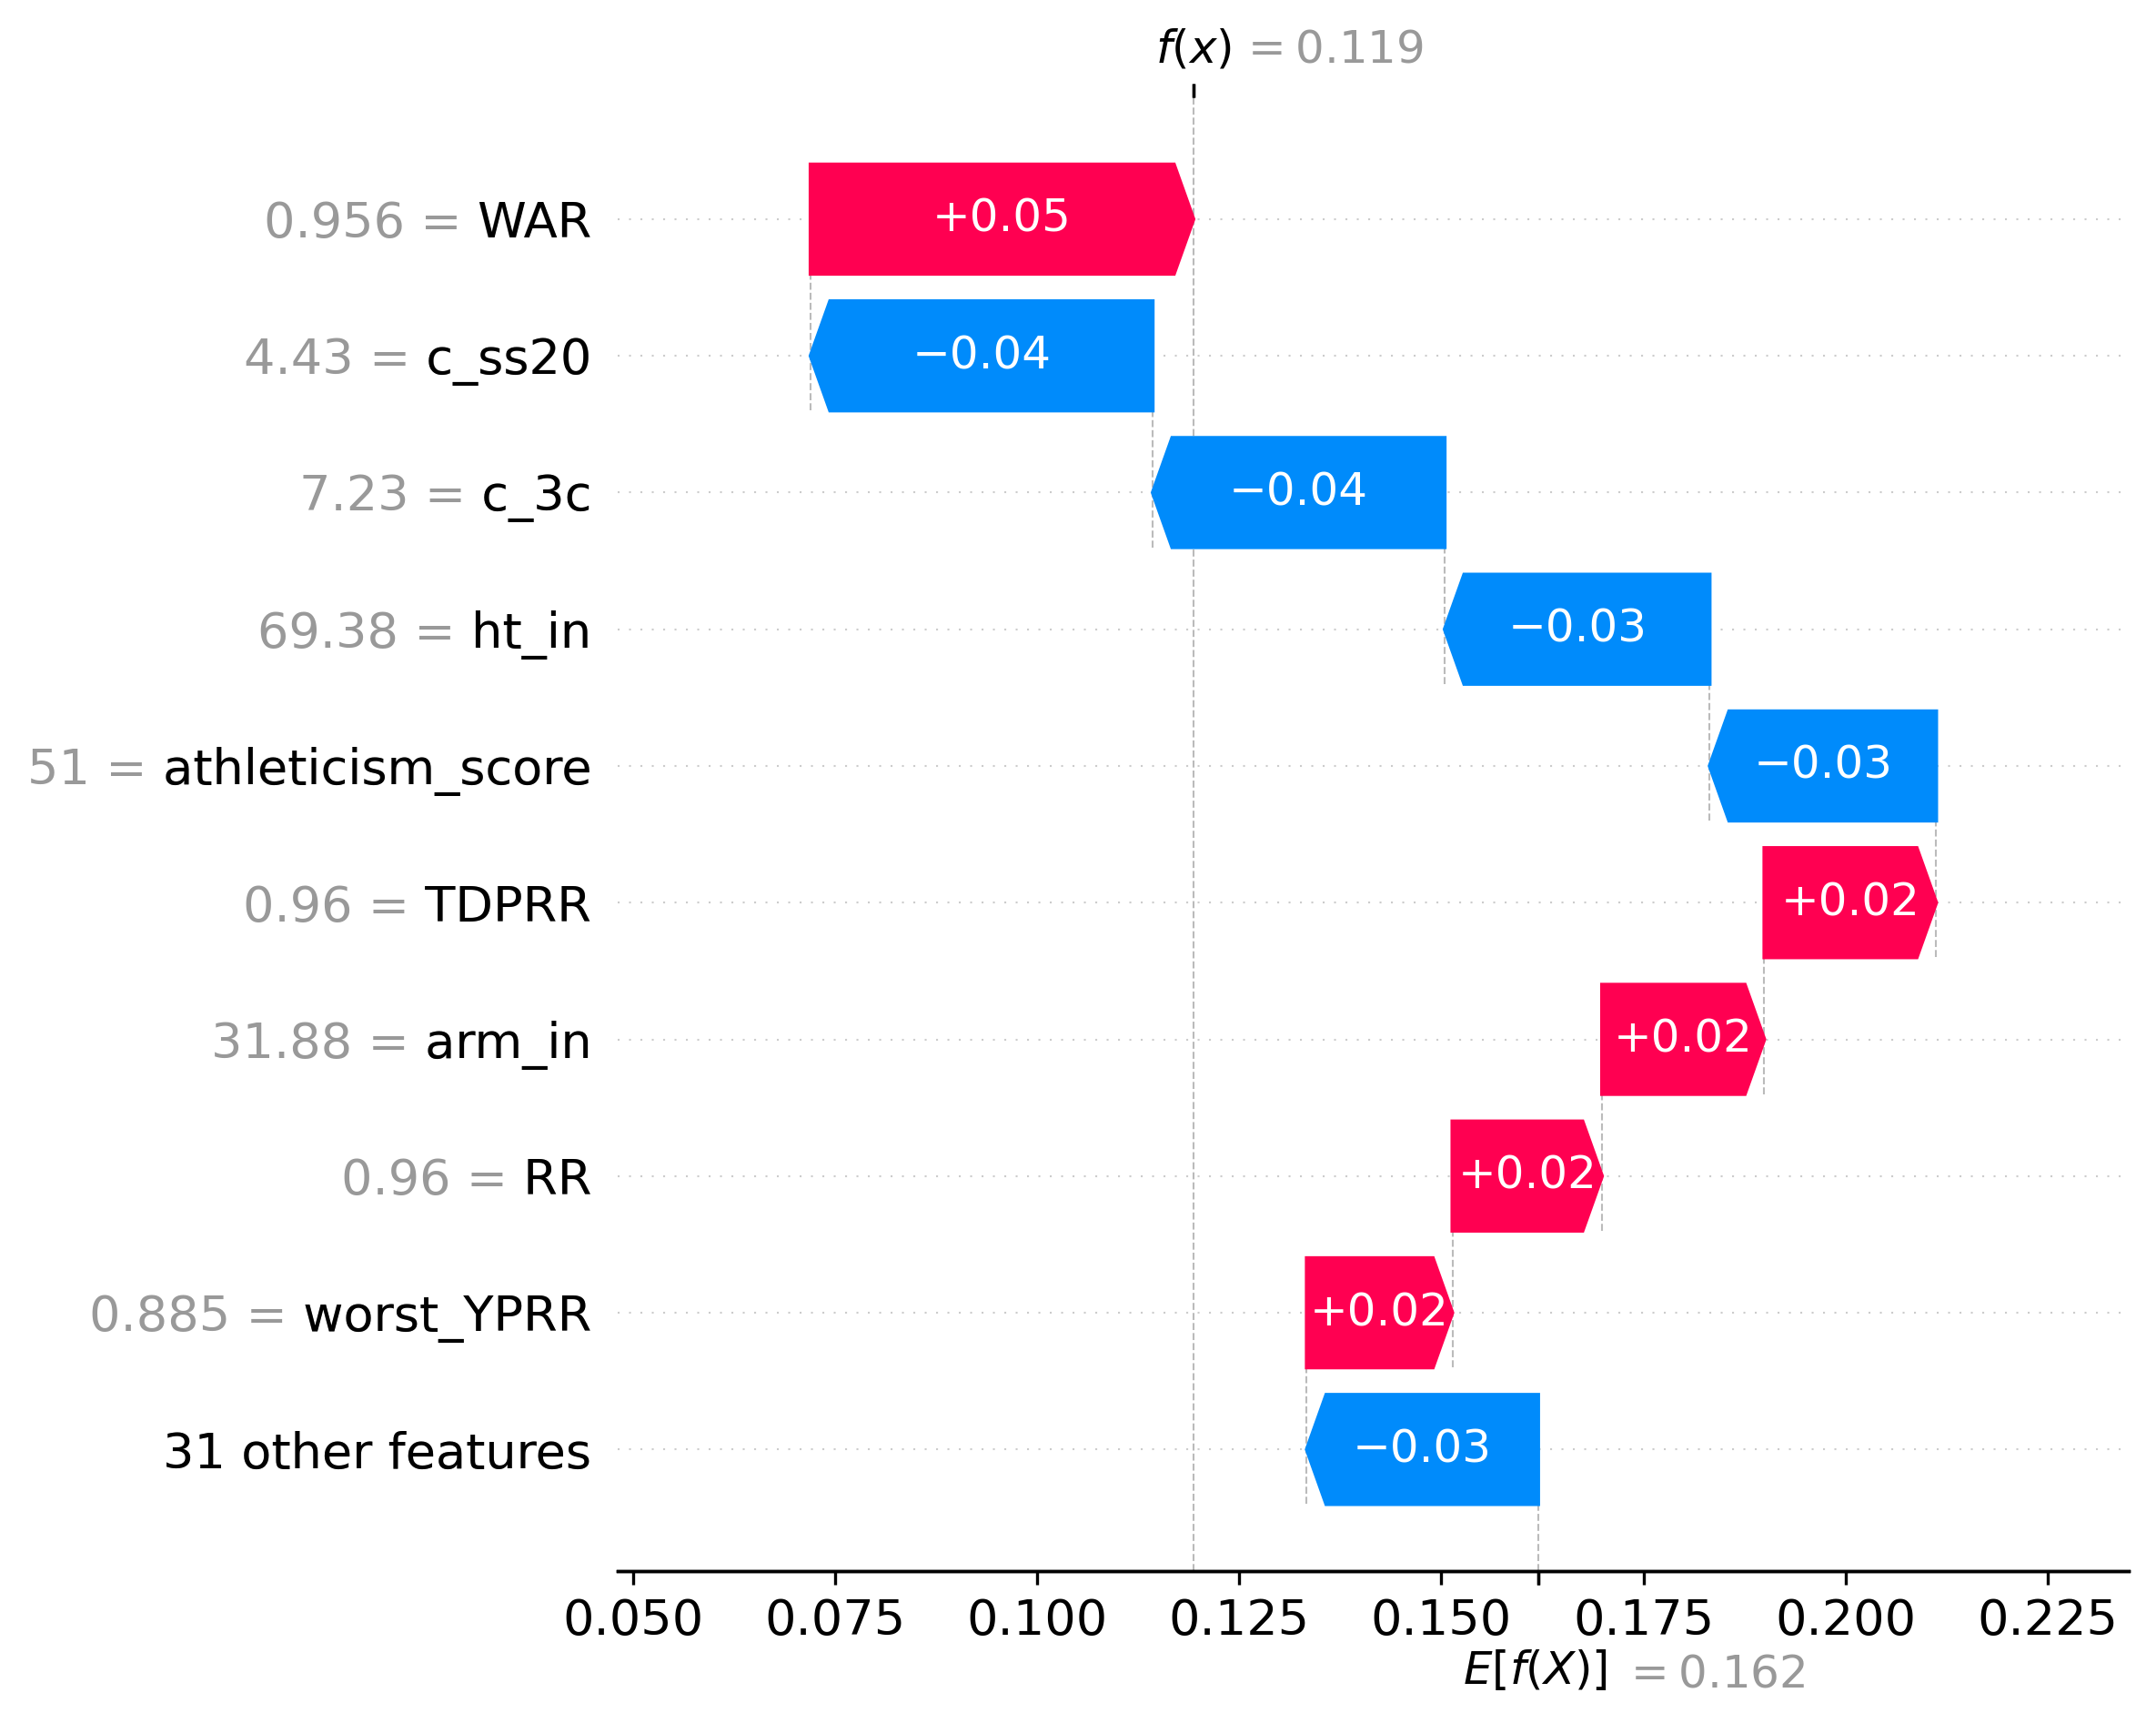 f(x) = 0.119
0.956 = WAR +0.05
4.43 = c_ss20 −0.04
7.23 = c_3c −0.04
69.38 = ht_in −0.03
51 = athleticism_score −0.03
0.96 = TDPRR +0.02
31.88 = arm_in +0.02
0.96 = RR +0.02
0.885 = worst_YPRR +0.02
31 other features −0.03
0.050 0.075 0.100 0.125 0.150 0.175 0.200 0.225
E[f(X)] = 0.162